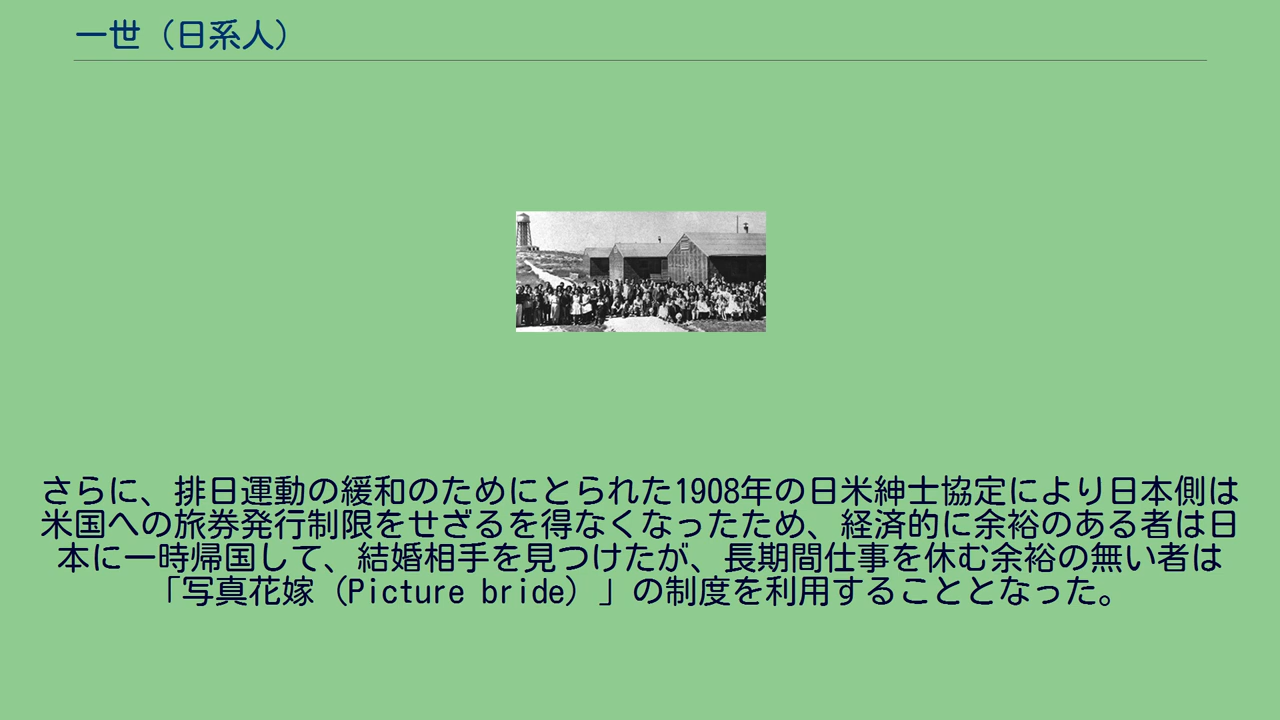 一世（日系人）
さらに、排日運動の緩和のためにとられた1908年の日米紳士協定により日本側は
米国への旅券発行制限をせざるを得なくなったため、経済的に余裕のある者は日
本に一時帰国して、結婚相手を見つけたが、長期間仕事を休む余裕の無い者は
「写真花嫁（Picture bride）」の制度を利用することとなった。